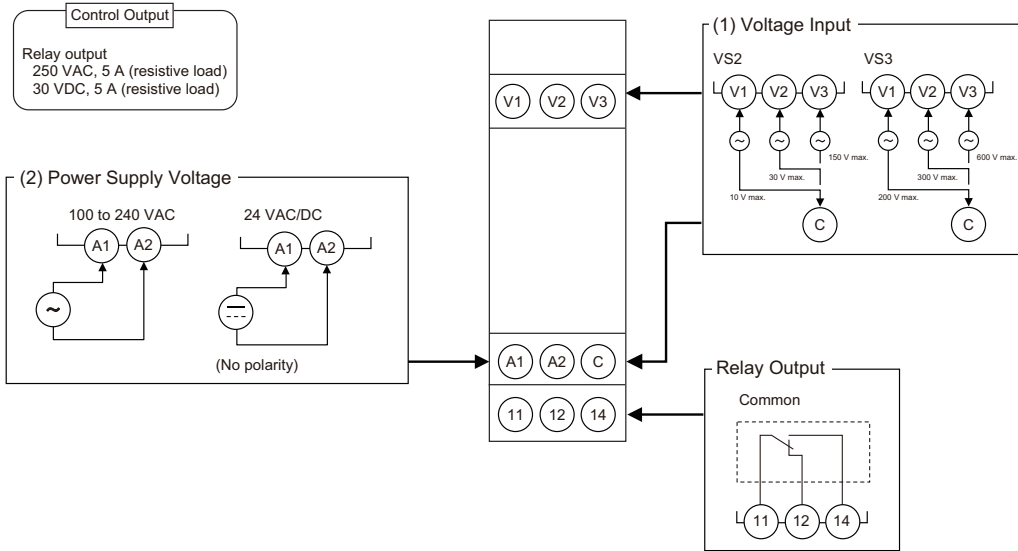 Control Output
Relay output
250 VAC, 5 A (resistive load)
30 VDC, 5 A (resistive load)
(1) Voltage Input
VS2
VS3
V1 V2 V3
V1 V2 V3
~ ~ ~
~ ~ ~
150 V max.
30 V max.
10 V max.
600 V max.
300 V max.
200 V max.
C
C
V1 V2 V3
(2) Power Supply Voltage
100 to 240 VAC
24 VAC/DC
A1 A2
A1 A2
~
(No polarity)
A1 A2 C
11 12 14
Relay Output
Common
11 12 14